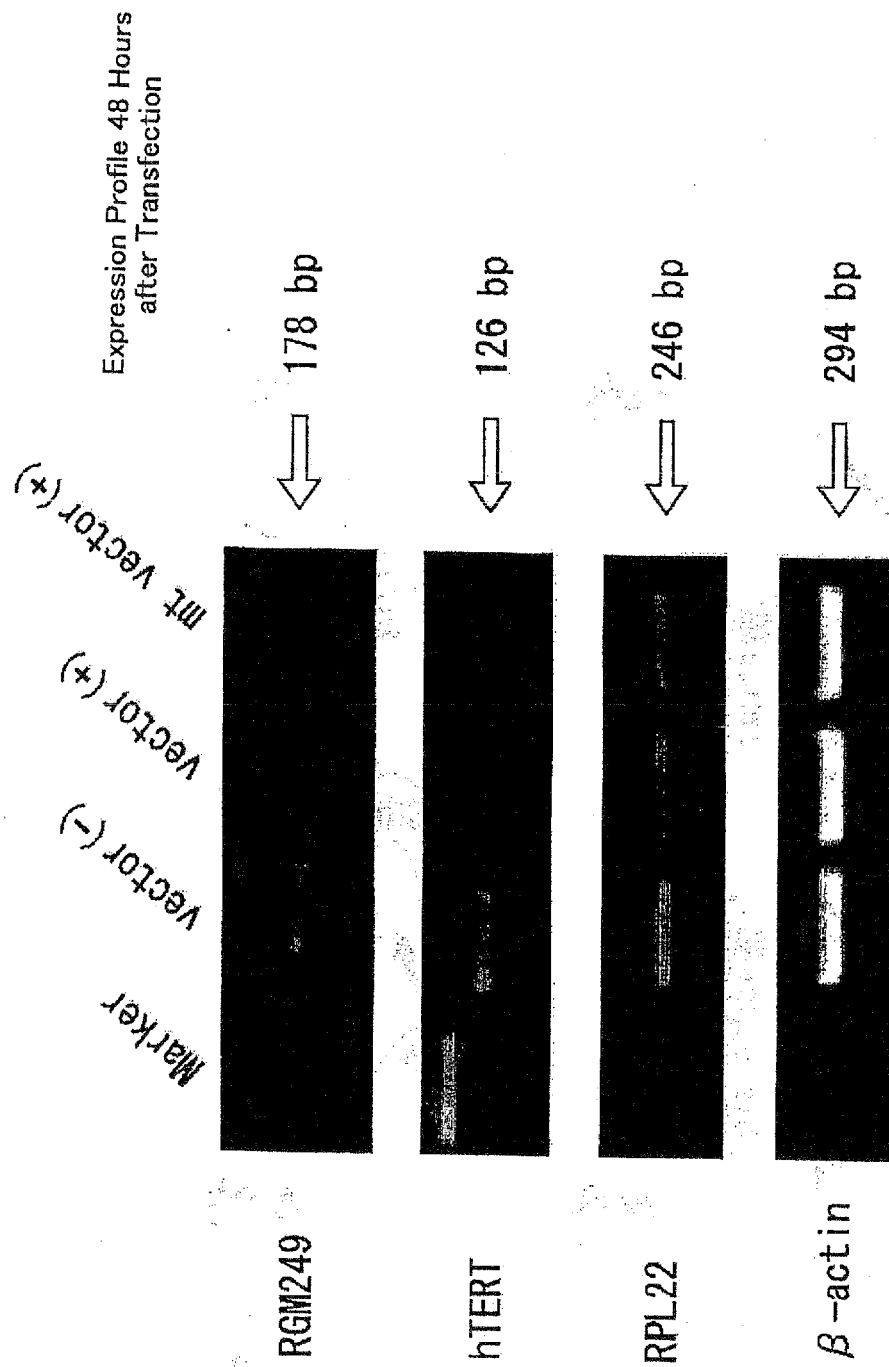 Expression Profile 48 Hours
after Transfection
Marker
vector(-)
vector(+)
mt vector(+)
RGM249
178 bp
hTERT
126 bp
RPL22
246 bp
β-actin
294 bp